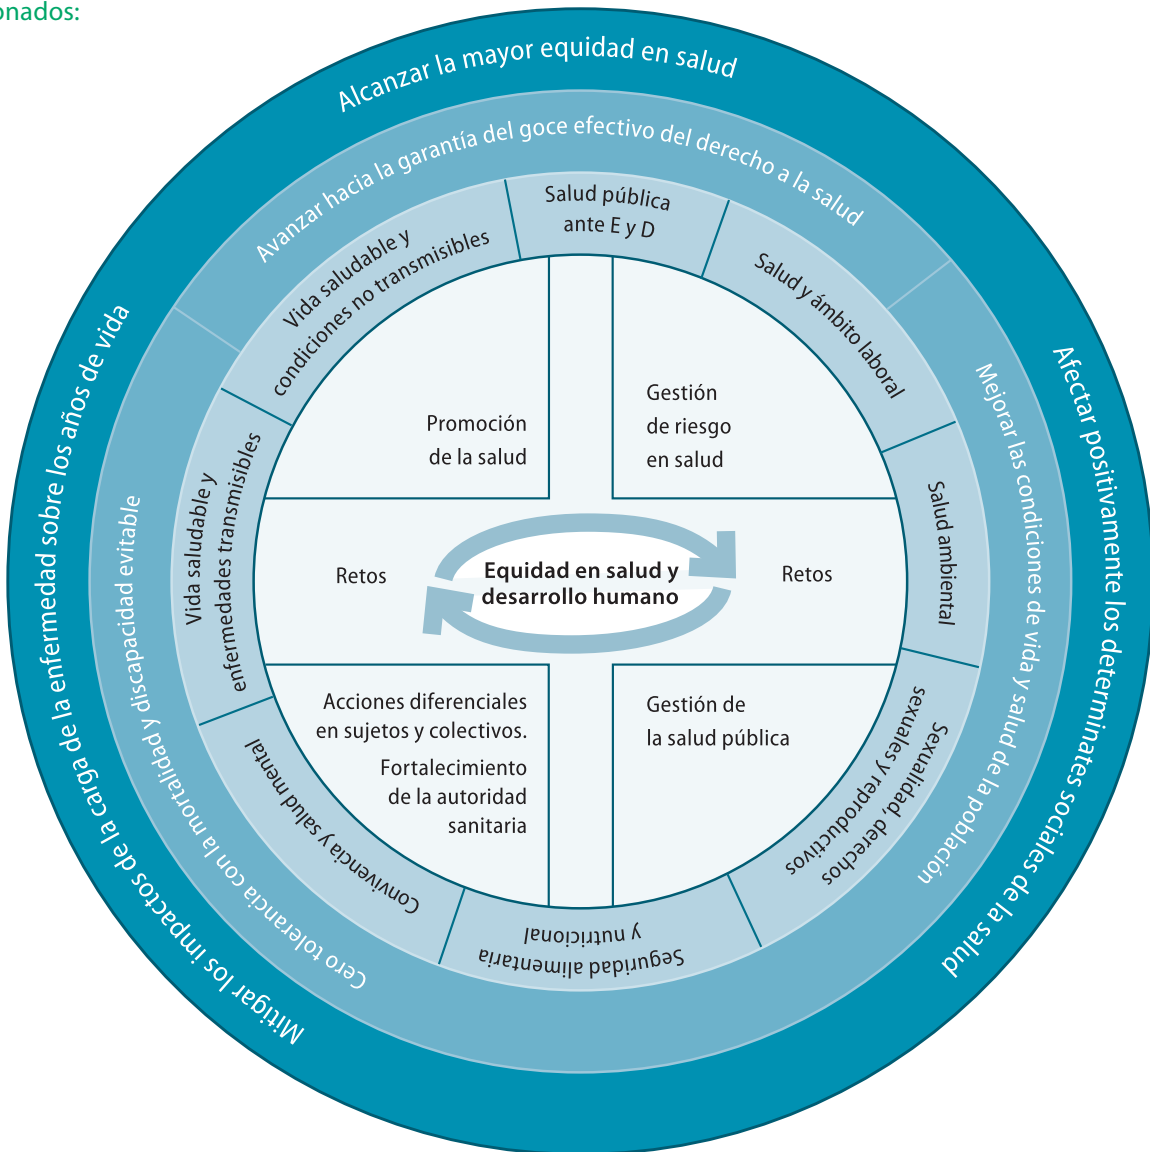 onados:
Alcanzar la mayor equidad en salud
Afectar positivamente los determinates sociales de la salud
Mitigar los impactos de la carga de la enfermedad sobre los años de vida
Avanzar hacia la garantía del goce efectivo del derecho a la salud
Mejorar las condiciones de vida y salud de la población
Cero tolerancia con la mortalidad y discapacidad evitable
Salud pública
ante E y D
Salud y ámbito laboral
Salud ambiental
Sexualidad, derechos
sexuales y reproductivos
Seguridad alimentaria
y nutricional
Convivencia y salud mental
Vida saludable y
enfermedades transmisibles
Vida saludable y
condiciones no transmisibles
Promoción
de la salud
Gestión
de riesgo
en salud
Retos
Equidad en salud y
desarrollo humano
Retos
Acciones diferenciales
en sujetos y colectivos.
Fortalecimiento
de la autoridad
sanitaria
Gestión de
la salud pública